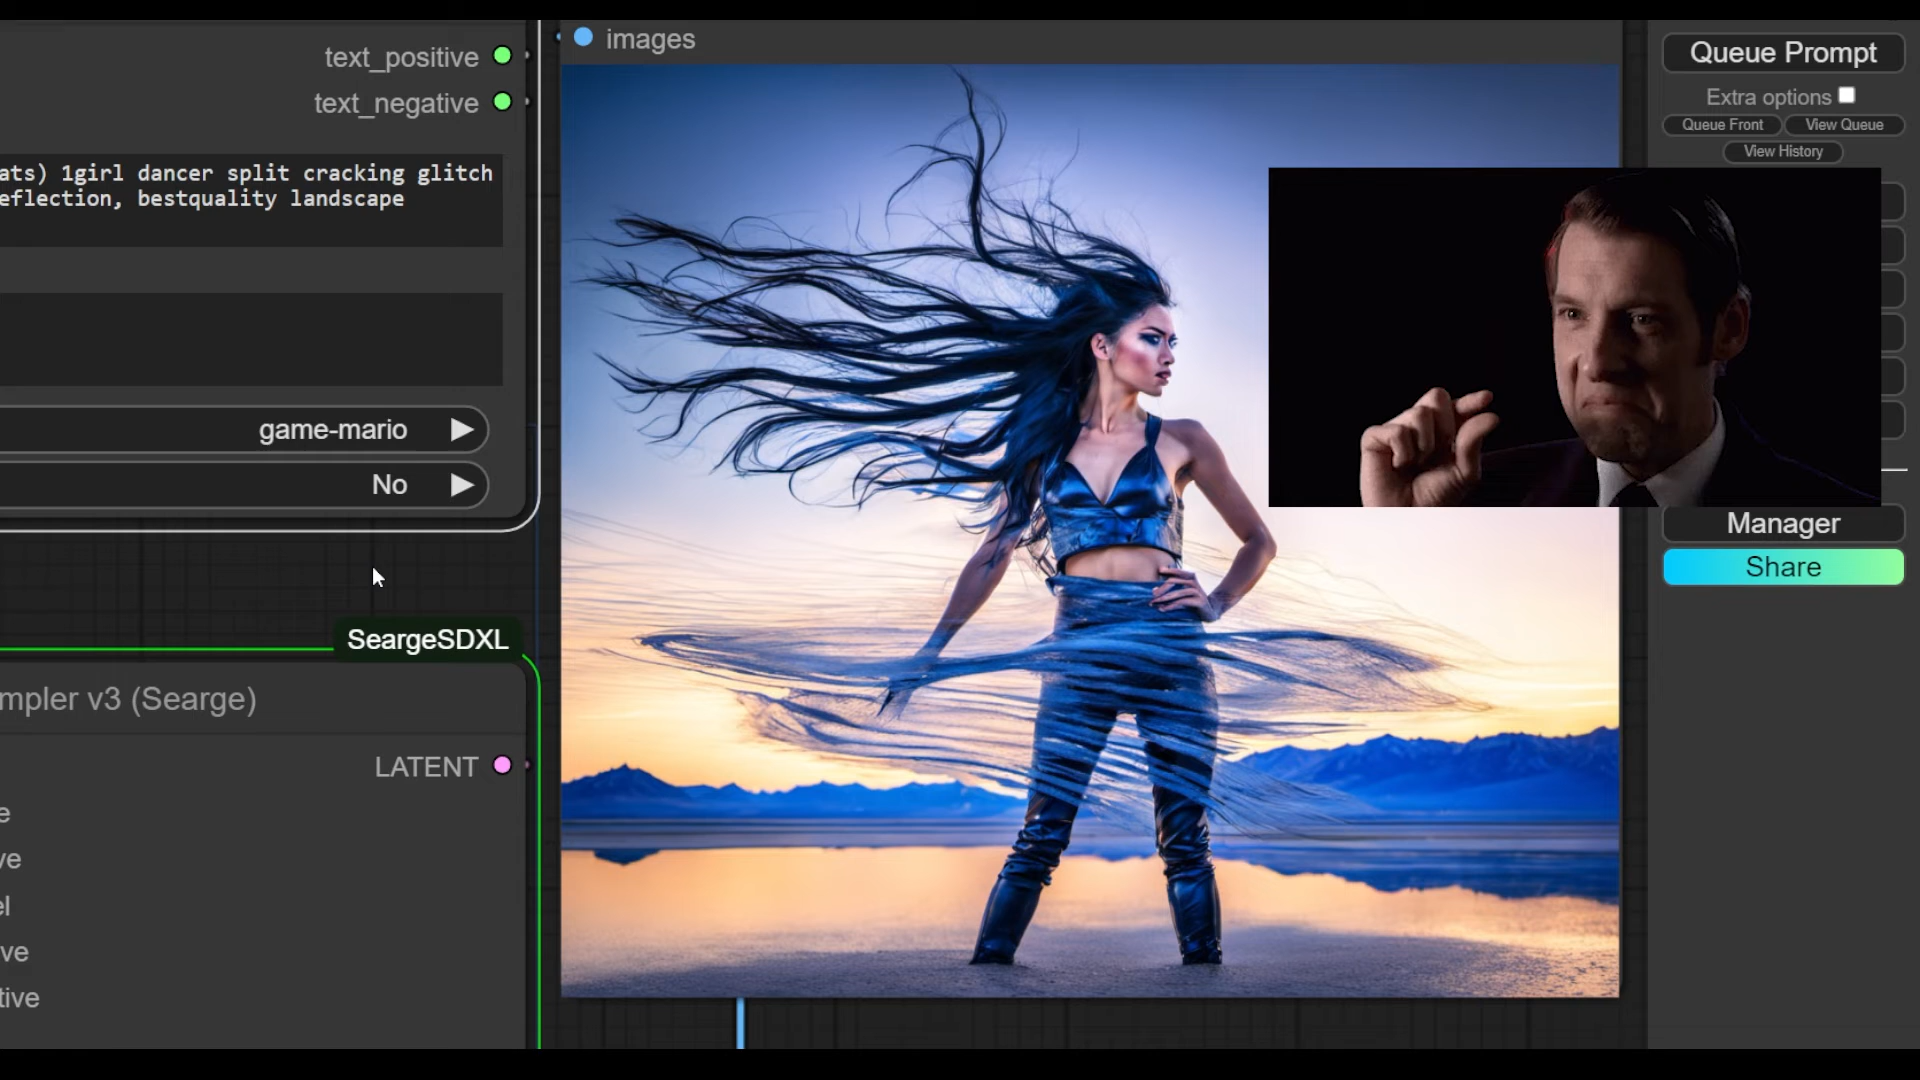 text_positive
text_negative
ats) 1girl dancer split cracking glitch
eflection, bestquality landscape
game-mario
No
SeargeSDXL
mpler v3 (Searge)
LATENT
e
ve
el
ve
tive
images
Queue Prompt
Extra options
Queue Front View Queue
View History
Manager
Share